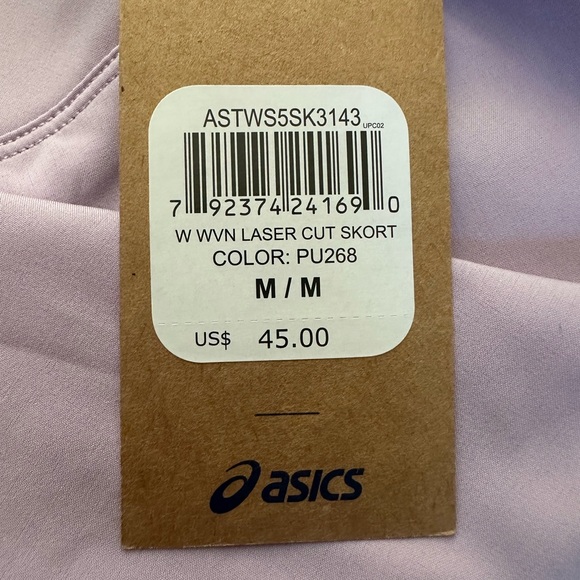 ASTWS5SK3143 UPC02
7 92374 24169 0
W WVN LASER CUT SKORT
COLOR: PU268
M / M
US$ 45.00
asics